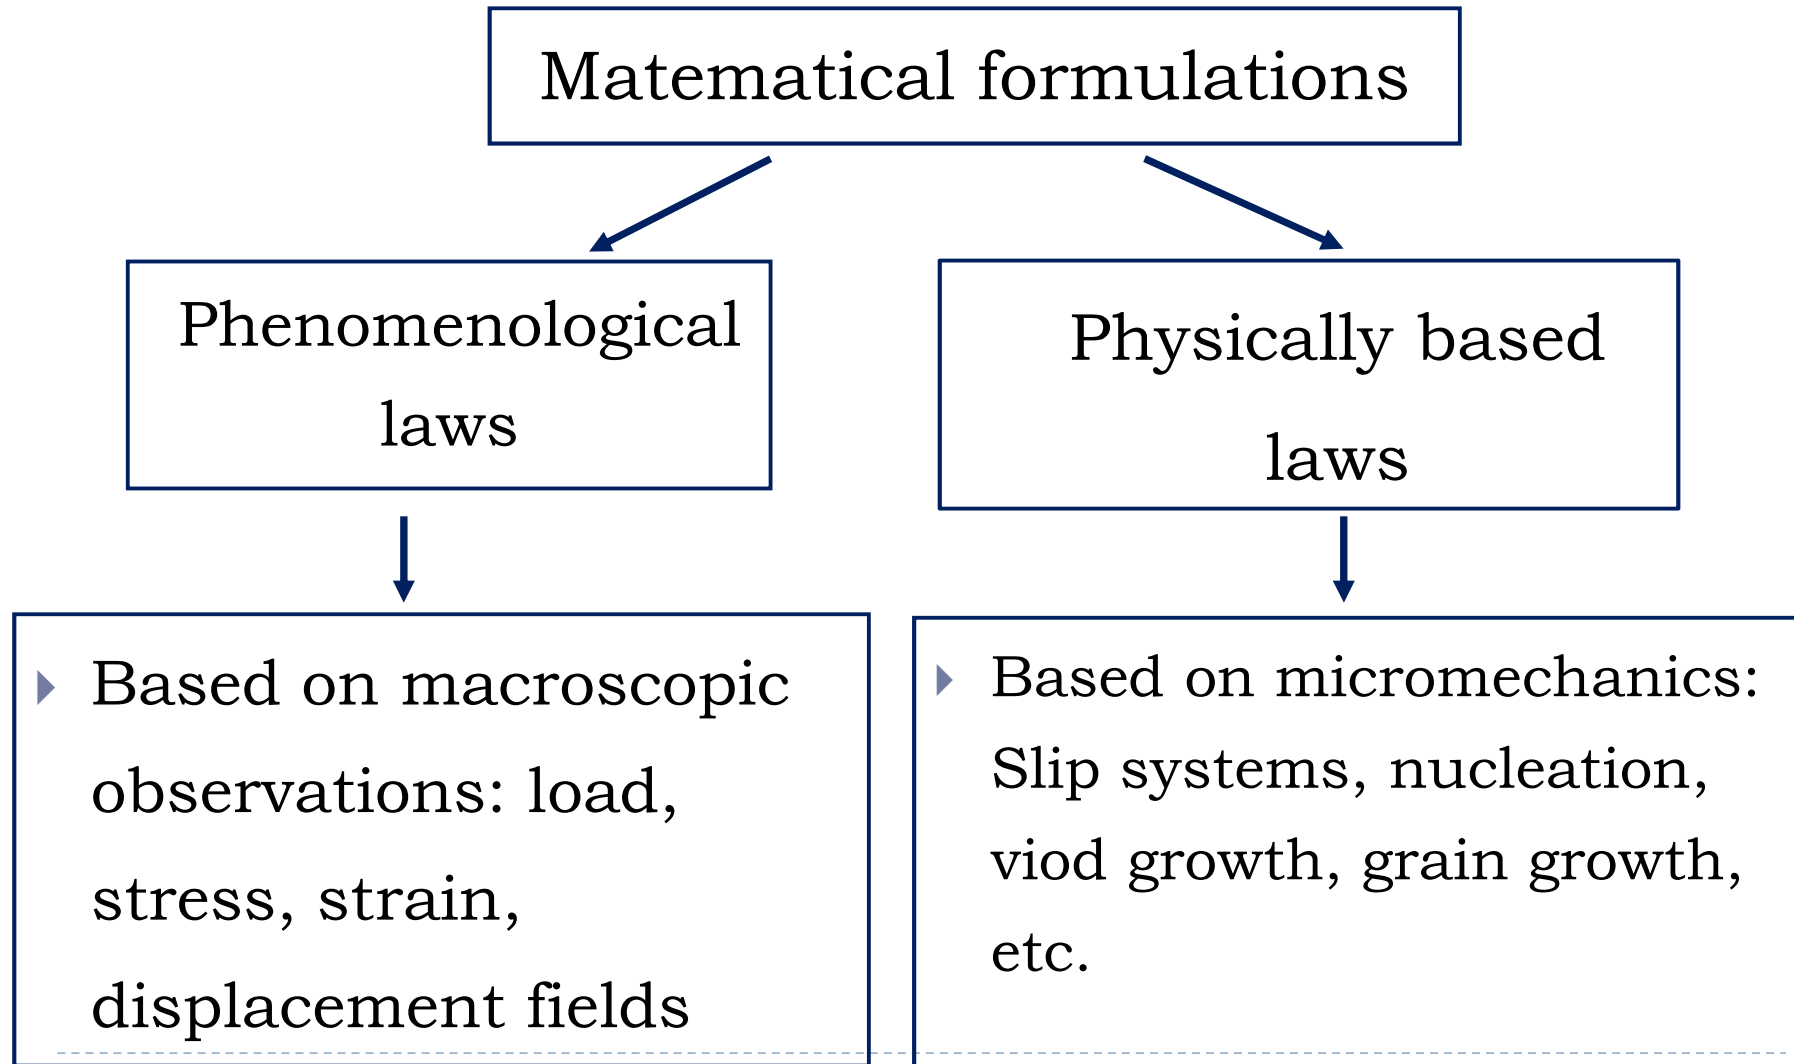 Matematical formulations
Phenomenological
laws
Physically based
laws
Based on macroscopic
observations: load,
stress, strain,
displacement fields
Based on micromechanics:
Slip systems, nucleation,
viod growth, grain growth,
etc.